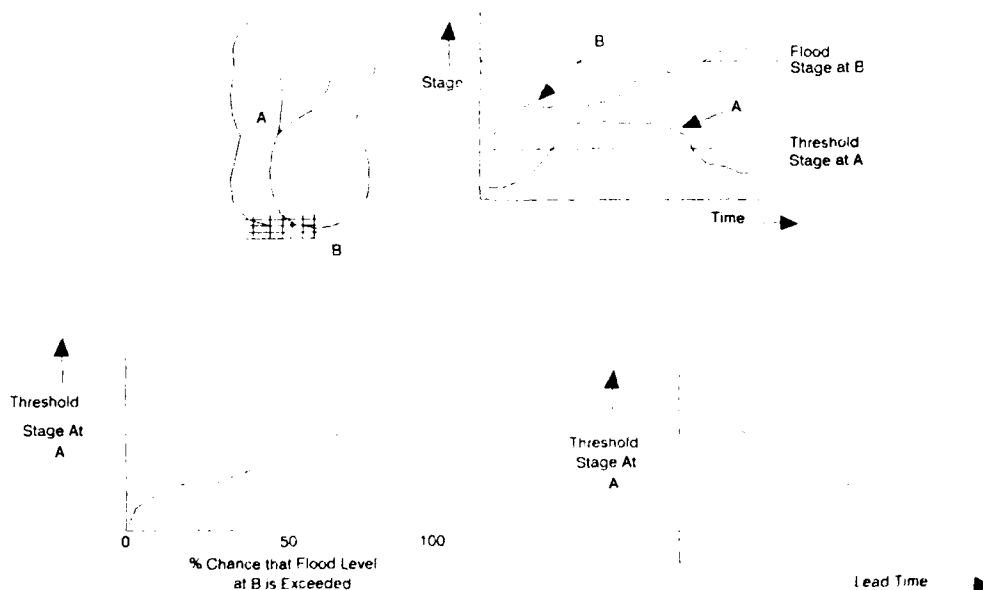 A
B
Stage
B
Flood
Stage at B
A
Threshold
Stage at A
Time
Threshold
Stage At
A
0 50 100
% Chance that Flood Level
at B is Exceeded
Threshold
Stage At
A
Lead Time